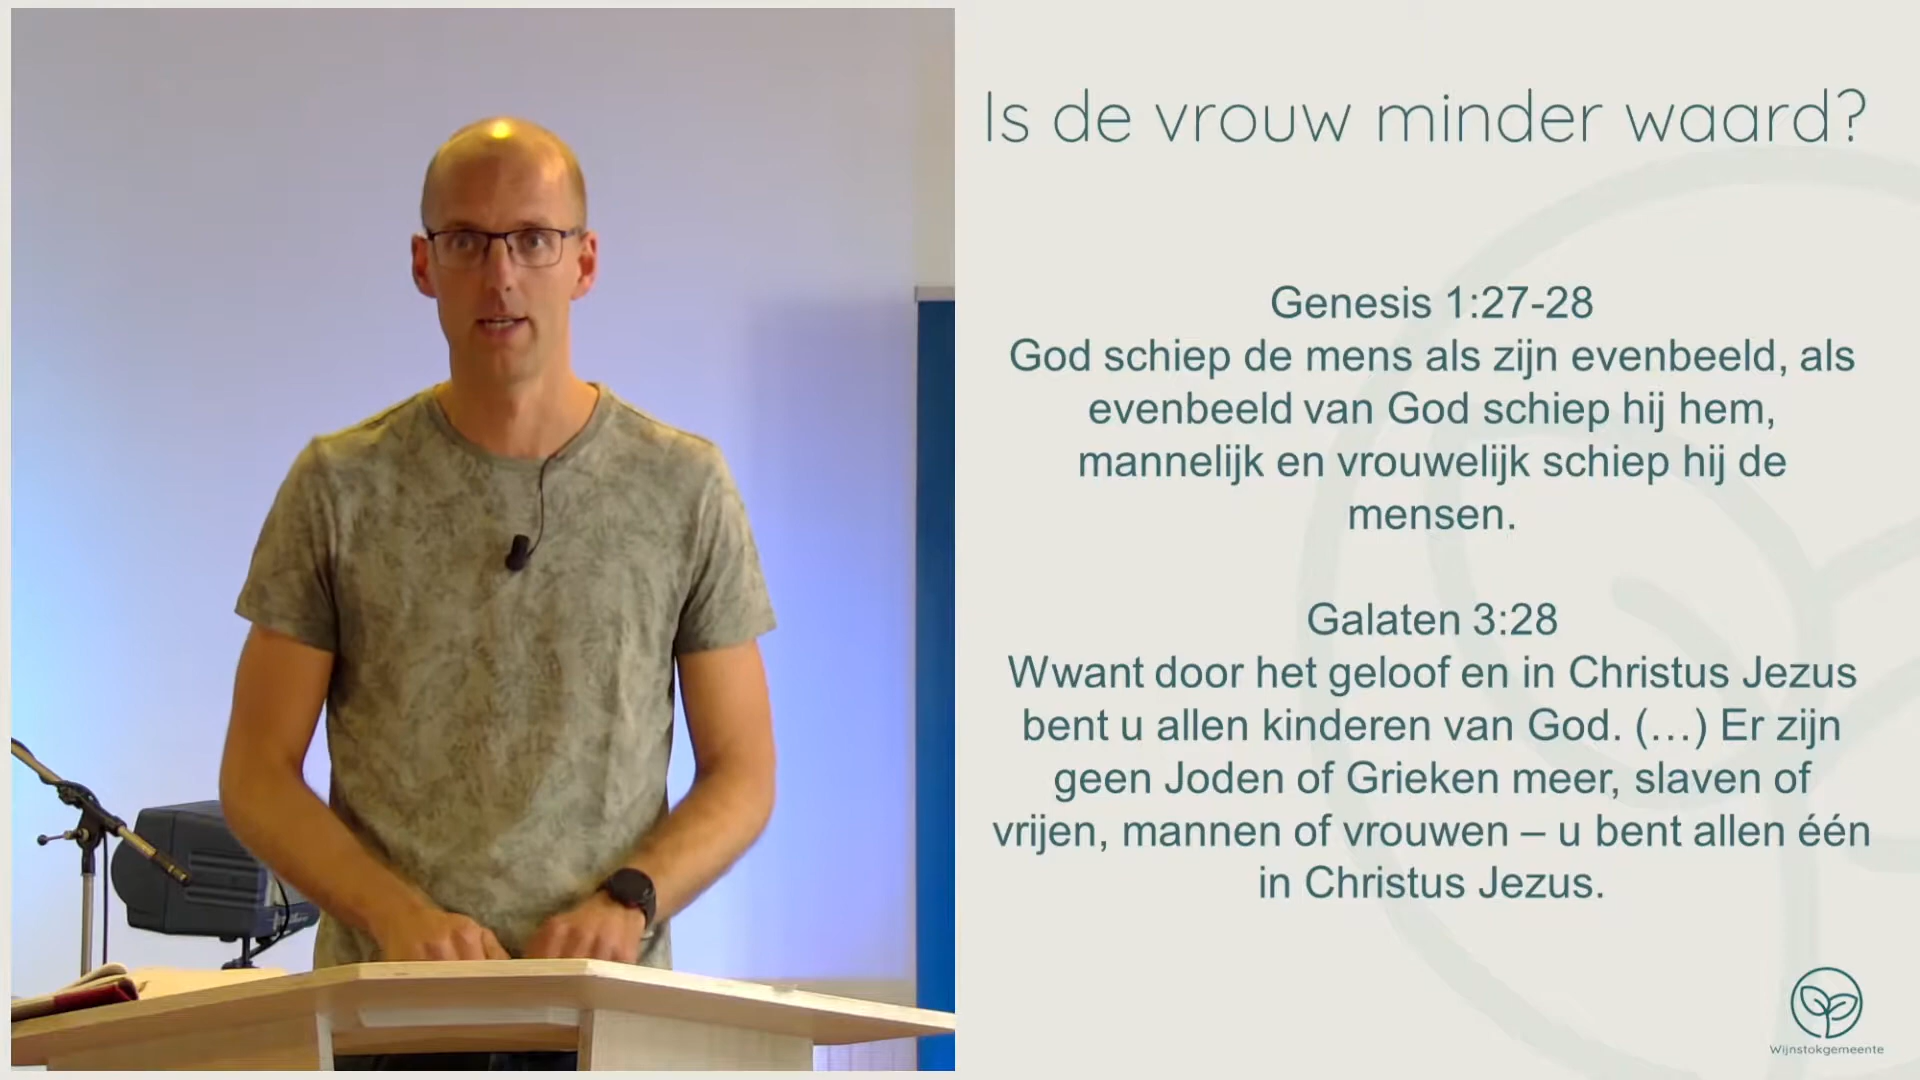 Is de vrouw minder waard?
Genesis 1:27-28
God schiep de mens als zijn evenbeeld, als
evenbeeld van God schiep hij hem,
mannelijk en vrouwelijk schiep hij de
mensen.
Galaten 3:28
Wwant door het geloof en in Christus Jezus
bent u allen kinderen van God. (…) Er zijn
geen Joden of Grieken meer, slaven of
vrijen, mannen of vrouwen – u bent allen één
in Christus Jezus.
Wijnstokgemeente